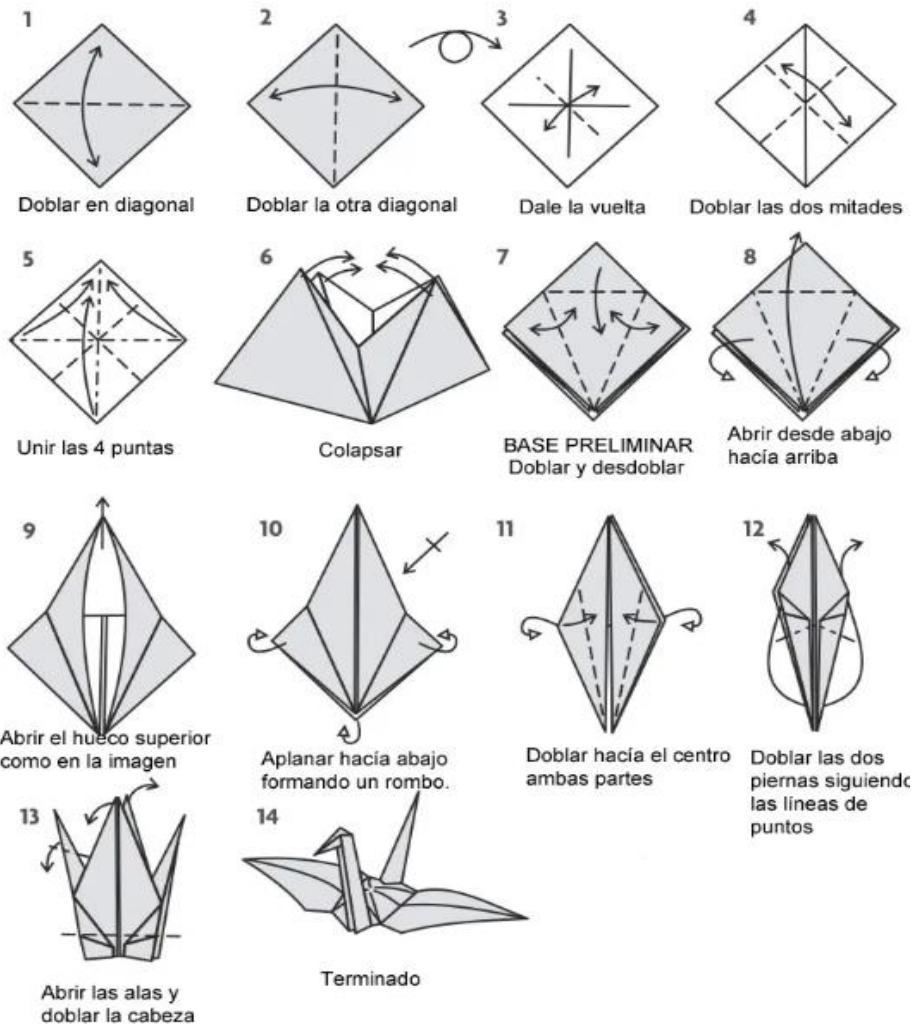 1
Doblar en diagonal
2
Doblar la otra diagonal
3
Dale la vuelta
4
Doblar las dos mitades
5
Unir las 4 puntas
6
Colapsar
7
BASE PRELIMINAR
Doblar y desdoblar
8
Abrir desde abajo
hacía arriba
9
Abrir el hueco superior
como en la imagen
10
Aplanar hacía abajo
formando un rombo.
11
Doblar hacía el centro
ambas partes
12
Doblar las dos
piernas siguiendo
las líneas de
puntos
13
Abrir las alas y
doblar la cabeza
14
Terminado